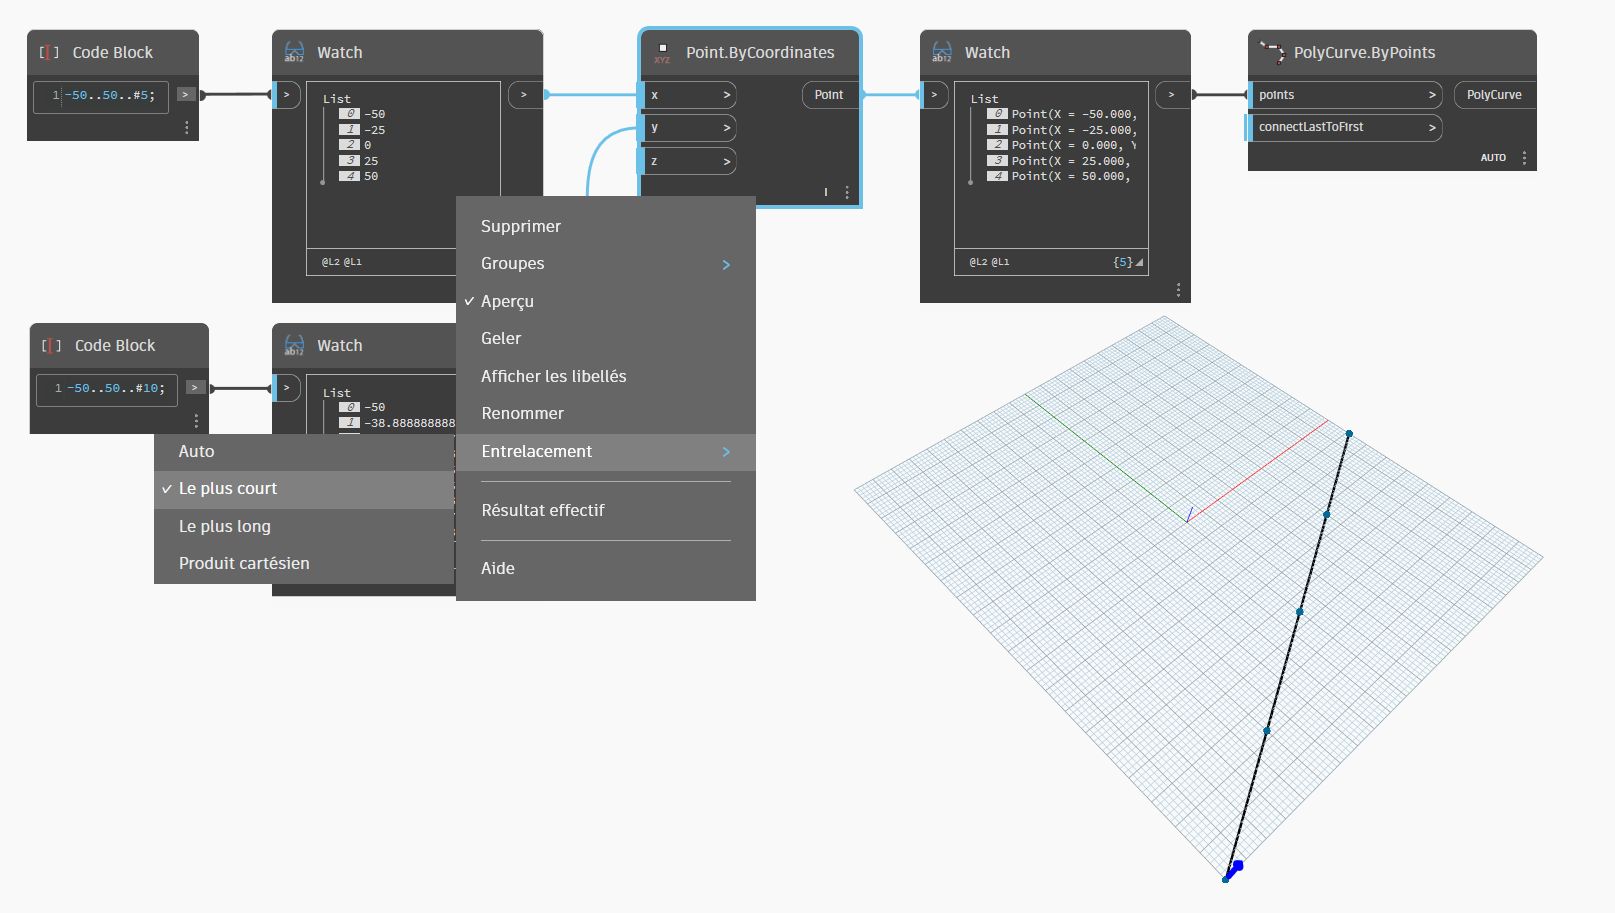 Code Block
1 -50..50..#5;
>
Watch
>
>
List
0 -50
1 -25
2 0
3 25
4 50
@L2 @L1
XYZ
Point.ByCoordinates
x >
y >
z >
Point
I
ab12
Watch
>
>
List
0 Point(X = -50.000,
1 Point(X = -25.000,
2 Point(X = 0.000, Y
3 Point(X = 25.000,
4 Point(X = 50.000,
@L2 @L1 {5}
PolyCurve.ByPoints
points >
connectLastToFirst >
PolyCurve
AUTO
Code Block
1 -50..50..#10;
>
ab12
Watch
>
List
0 -50
1 -38.888888888
Supprimer
Groupes >
✓ Aperçu
Geler
Afficher les libellés
Renommer
Entrelacement >
Résultat effectif
Aide
Auto
✓ Le plus court
Le plus long
Produit cartésien